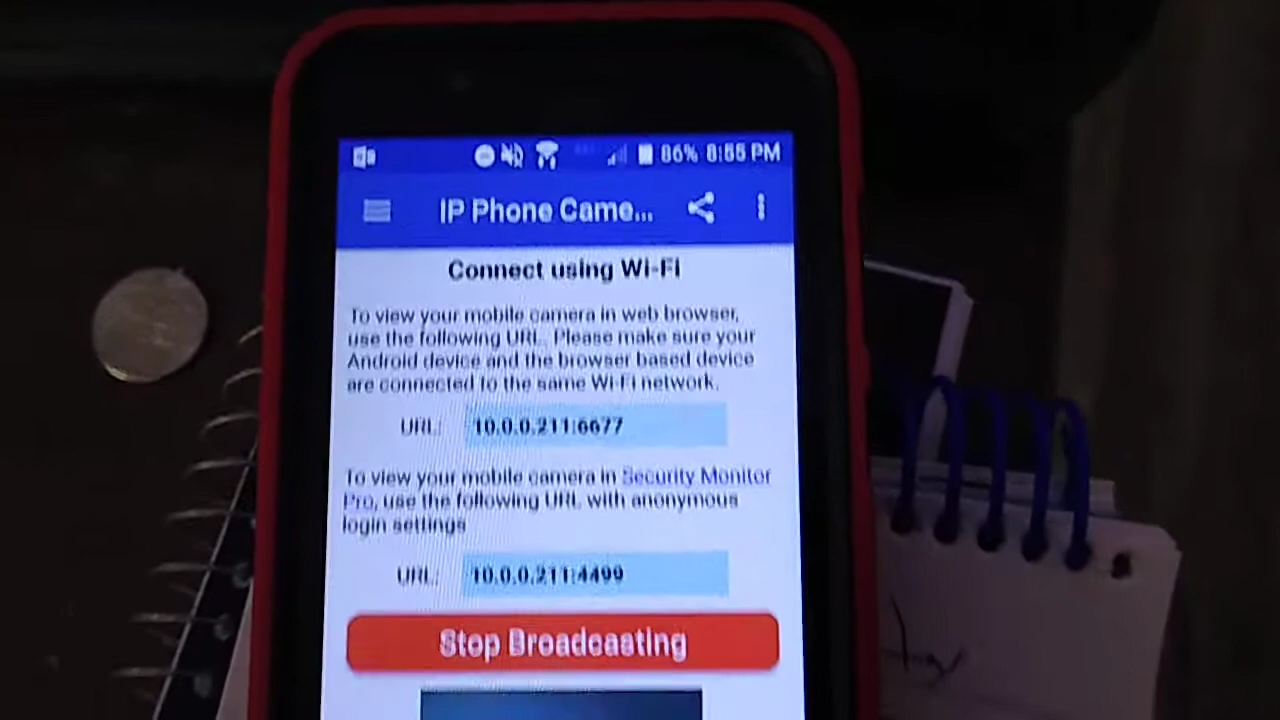 86% 8:55 PM
IP Phone Came...
Connect using Wi-Fi
To view your mobile camera in web browser,
use the following URL. Please make sure your
Android device and the browser based device
are connected to the same Wi-Fi network.
URL: 10.0.0.211:6677
To view your mobile camera in Security Monitor
Pro, use the following URL with anonymous
login settings
URL: 10.0.0.211:4499
Stop Broadcasting